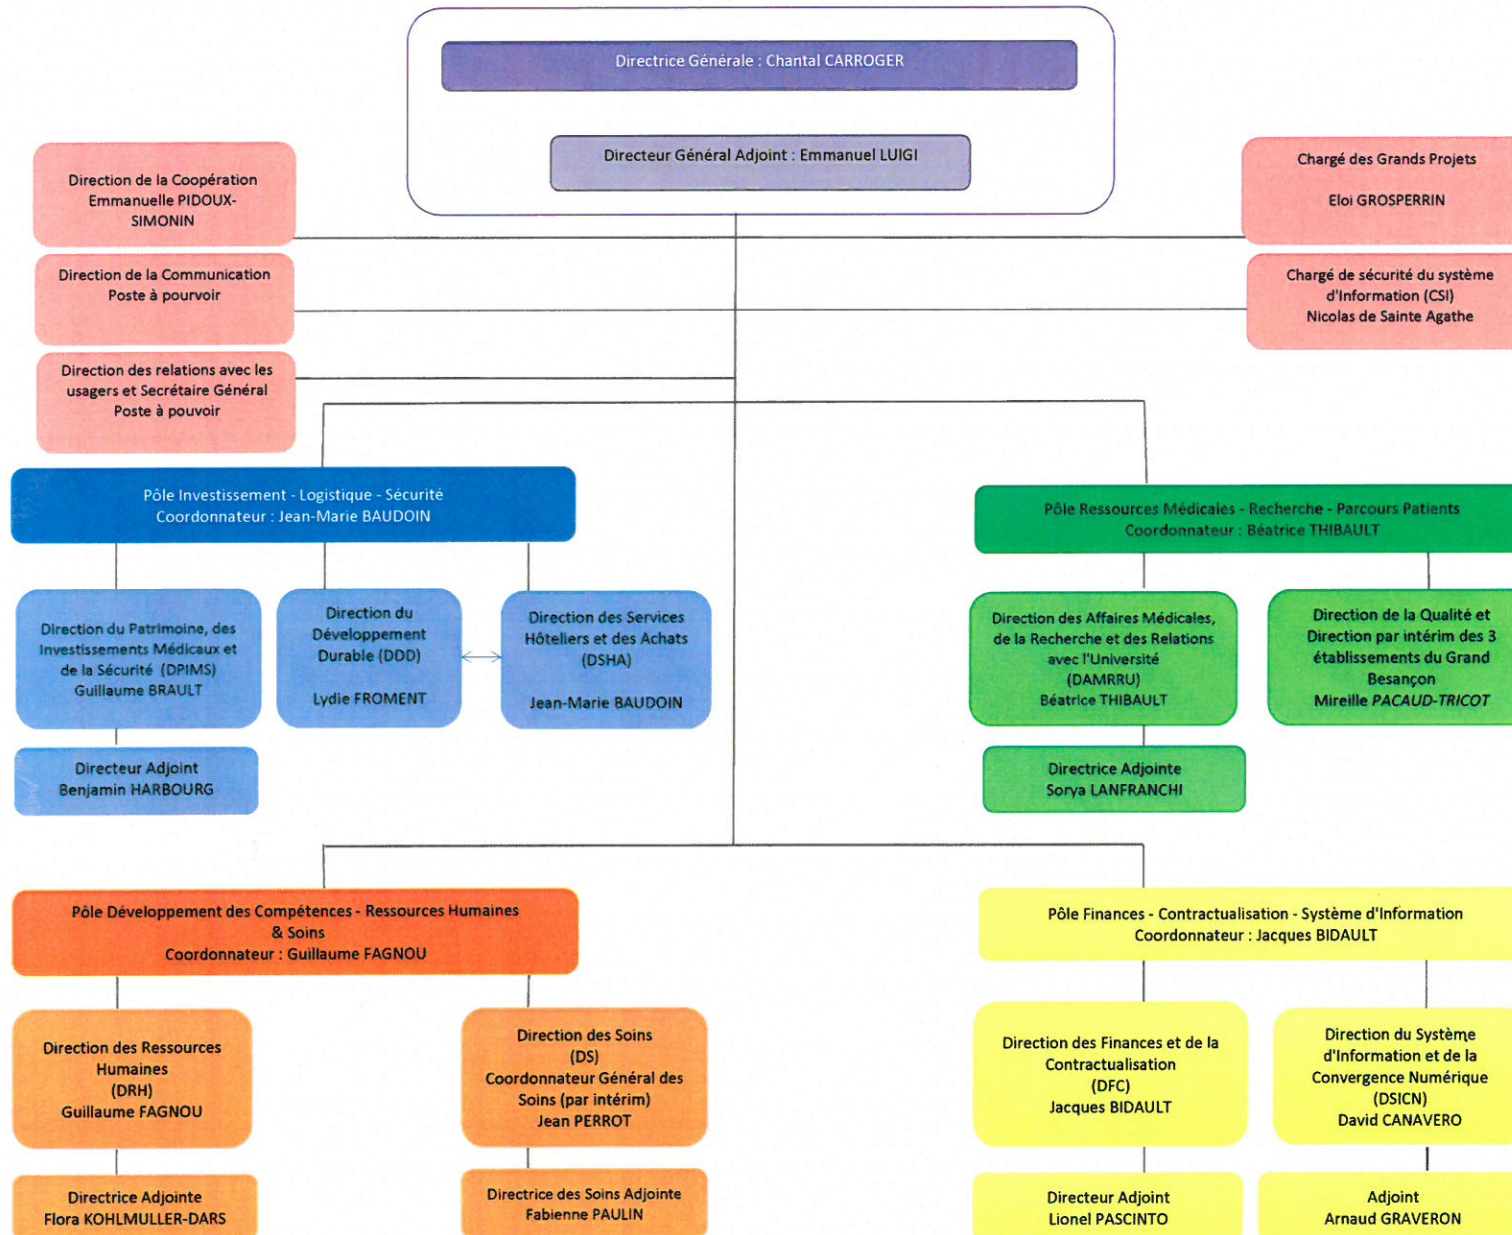 Directrice Générale : Chantal CARROGER
Directeur Général Adjoint : Emmanuel LUIGI
Direction de la Coopération
Emmanuelle PIDOUX-
SIMONIN
Chargé des Grands Projets
Eloi GROSPERRIN
Direction de la Communication
Poste à pourvoir
Chargé de sécurité du système
d'Information (CSI)
Nicolas de Sainte Agathe
Direction des relations avec les
usagers et Secrétaire Général
Poste à pouvoir
Pôle Investissement - Logistique - Sécurité
Coordonnateur : Jean-Marie BAUDOIN
Pôle Ressources Médicales - Recherche - Parcours Patients
Coordonnateur : Béatrice THIBAULT
Direction du Patrimoine, des
Investissements Médicaux et
de la Sécurité (DPIMS)
Guillaume BRAULT
Direction du
Développement
Durable (DDD)
Lydie FROMENT
Direction des Services
Hôteliers et des Achats
(DSHA)
Jean-Marie BAUDOIN
Direction des Affaires Médicales,
de la Recherche et des Relations
avec l'Université
(DAMRRU)
Béatrice THIBAULT
Direction de la Qualité et
Direction par intérim des 3
établissements du Grand
Besançon
Mireille PACAUD-TRICOT
Directeur Adjoint
Benjamin HARBOURG
Directrice Adjointe
Sorya LANFRANCHI
Pôle Développement des Compétences - Ressources Humaines
& Soins
Coordonnateur : Guillaume FAGNOU
Pôle Finances - Contractualisation - Système d'Information
Coordonnateur : Jacques BIDAULT
Direction des Ressources
Humaines
(DRH)
Guillaume FAGNOU
Direction des Soins
(DS)
Coordonnateur Général des
Soins (par intérim)
Jean PERROT
Direction des Finances et de la
Contractualisation
(DFC)
Jacques BIDAULT
Direction du Système
d'Information et de la
Convergence Numérique
(DSICN)
David CANAVERO
Directrice Adjointe
Flora KOHLMULLER-DARS
Directrice des Soins Adjointe
Fabienne PAULIN
Directeur Adjoint
Lionel PASCINTO
Adjoint
Arnaud GRAVERON